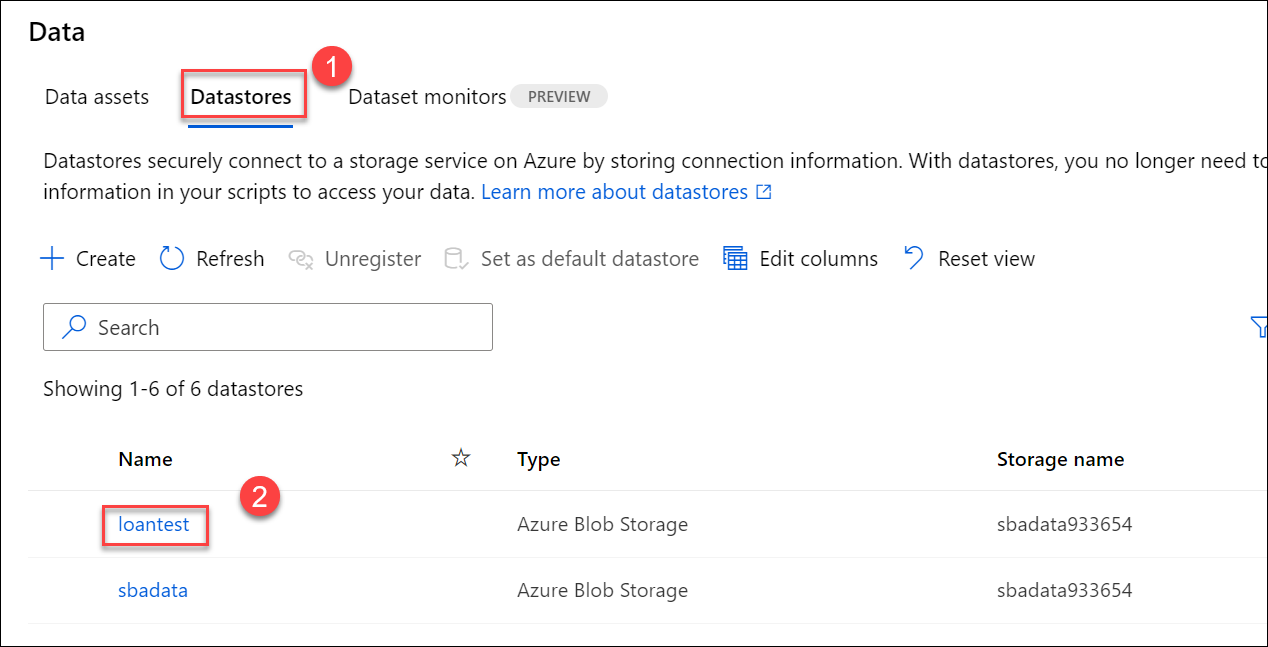 Data
1
Data assets Datastores Dataset monitors PREVIEW
Datastores securely connect to a storage service on Azure by storing connection information. With datastores, you no longer need to
information in your scripts to access your data. Learn more about datastores
Create Refresh Unregister Set as default datastore Edit columns Reset view
Search
Showing 1-6 of 6 datastores
Name Type Storage name
2
loantest Azure Blob Storage sbadata933654
sbadata Azure Blob Storage sbadata933654